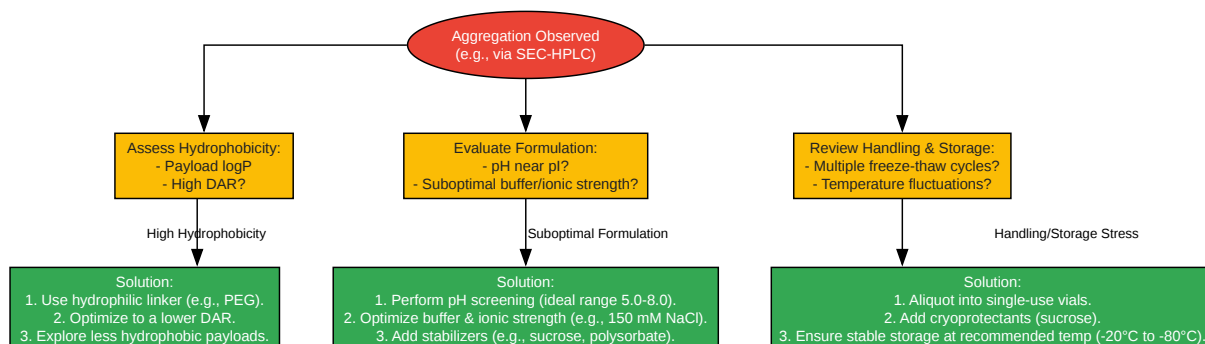 Aggregation Observed
(e.g., via SEC-HPLC)
Assess Hydrophobicity:
- Payload logP
- High DAR?
Evaluate Formulation:
- pH near pI?
- Suboptimal buffer/ionic strength?
Review Handling & Storage:
- Multiple freeze-thaw cycles?
- Temperature fluctuations?
High Hydrophobicity
Suboptimal Formulation
Handling/Storage Stress
Solution:
1. Use hydrophilic linker (e.g., PEG).
2. Optimize to a lower DAR.
3. Explore less hydrophobic payloads.
Solution:
1. Perform pH screening (ideal range 5.0-8.0).
2. Optimize buffer & ionic strength (e.g., 150 mM NaCl).
3. Add stabilizers (e.g., sucrose, polysorbate).
Solution:
1. Aliquot into single-use vials.
2. Add cryoprotectants (sucrose).
3. Ensure stable storage at recommended temp (-20°C to -80°C).